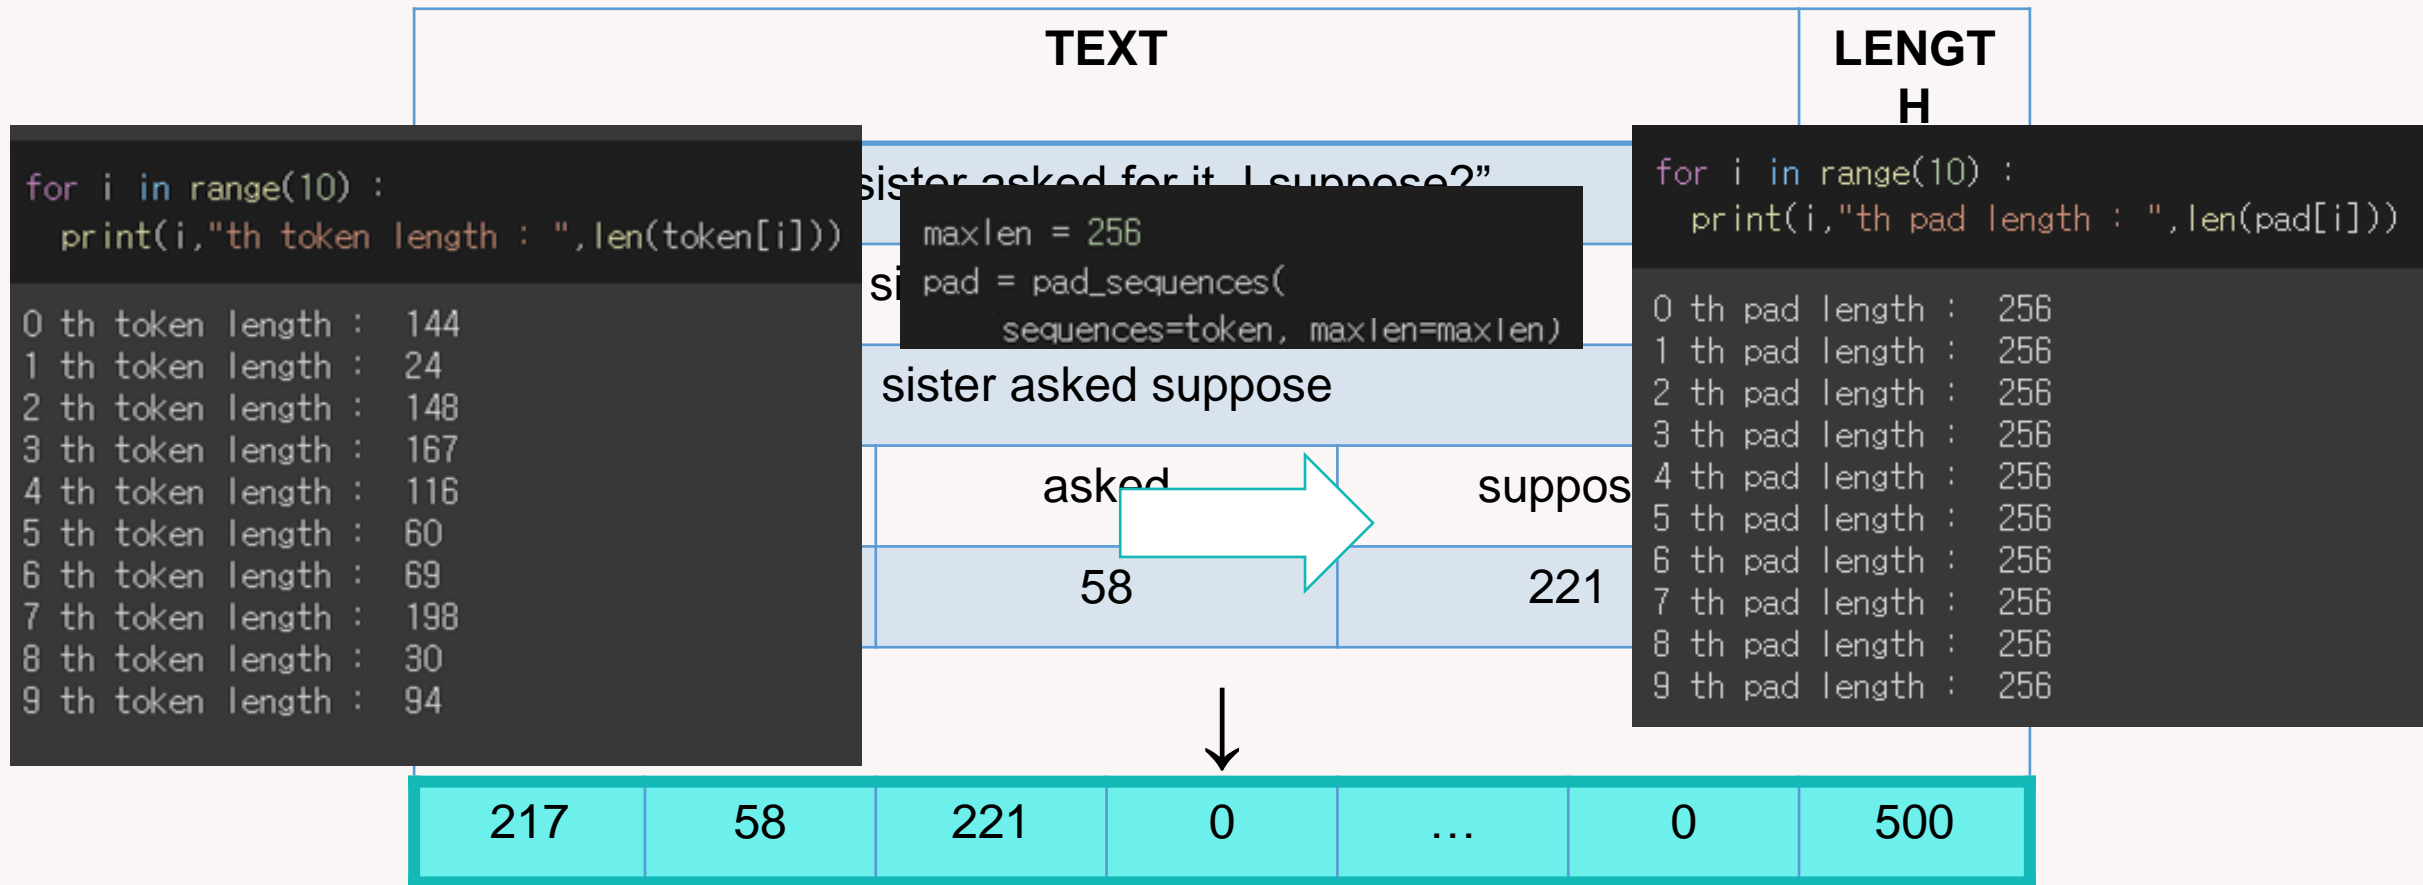 TEXT
LENGT
H
for i in range(10) :
print(i,"th token length : ",len(token[i]))
0 th token length : 144
1 th token length : 24
2 th token length : 148
3 th token length : 167
4 th token length : 116
5 th token length : 60
6 th token length : 69
7 th token length : 198
8 th token length : 30
9 th token length : 94
sister asked for it, I suppose?”
maxlen = 256
pad = pad_sequences(
sequences=token, maxlen=maxlen)
sister asked suppose
asked
suppos
58
221
for i in range(10) :
print(i,"th pad length : ",len(pad[i]))
0 th pad length : 256
1 th pad length : 256
2 th pad length : 256
3 th pad length : 256
4 th pad length : 256
5 th pad length : 256
6 th pad length : 256
7 th pad length : 256
8 th pad length : 256
9 th pad length : 256
217 58 221 0 … 0 500